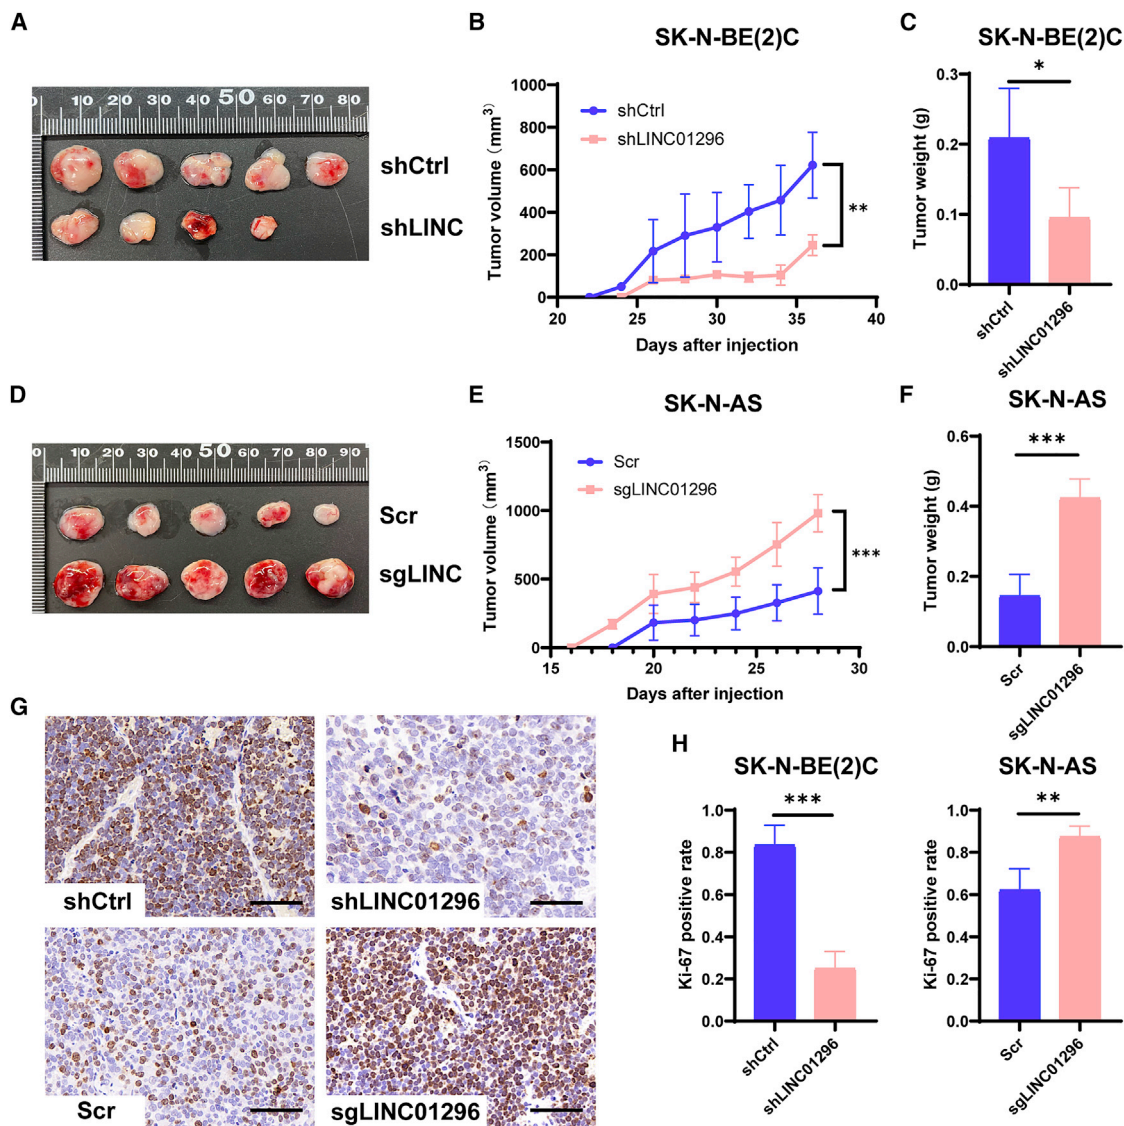 A
0 10 20 30 40 50 60 70 80
shCtrl
shLINC
B
SK-N-BE(2)C
1000
800
600
400
200
0
Tumor volume (mm³)
shCtrl
shLINC01296
**
20 25 30 35 40
Days after injection
C
SK-N-BE(2)C
0.3
0.2
0.1
0.0
Tumor weight (g)
*
shCtrl
shLINC01296
D
0 10 20 30 40 50 60 70 80 90
Scr
sgLINC
E
SK-N-AS
1500
1000
500
0
Tumor volume (mm³)
Scr
sgLINC01296
***
15 20 25 30
Days after injection
F
SK-N-AS
0.6
0.4
0.2
0.0
Tumor weight (g)
***
Scr
sgLINC01296
G
shCtrl
shLINC01296
Scr
sgLINC01296
H
SK-N-BE(2)C
1.0
0.8
0.6
0.4
0.2
0.0
Ki-67 positive rate
***
shCtrl
shLINC01296
SK-N-AS
1.0
0.8
0.6
0.4
0.2
0.0
Ki-67 positive rate
**
Scr
sgLINC01296